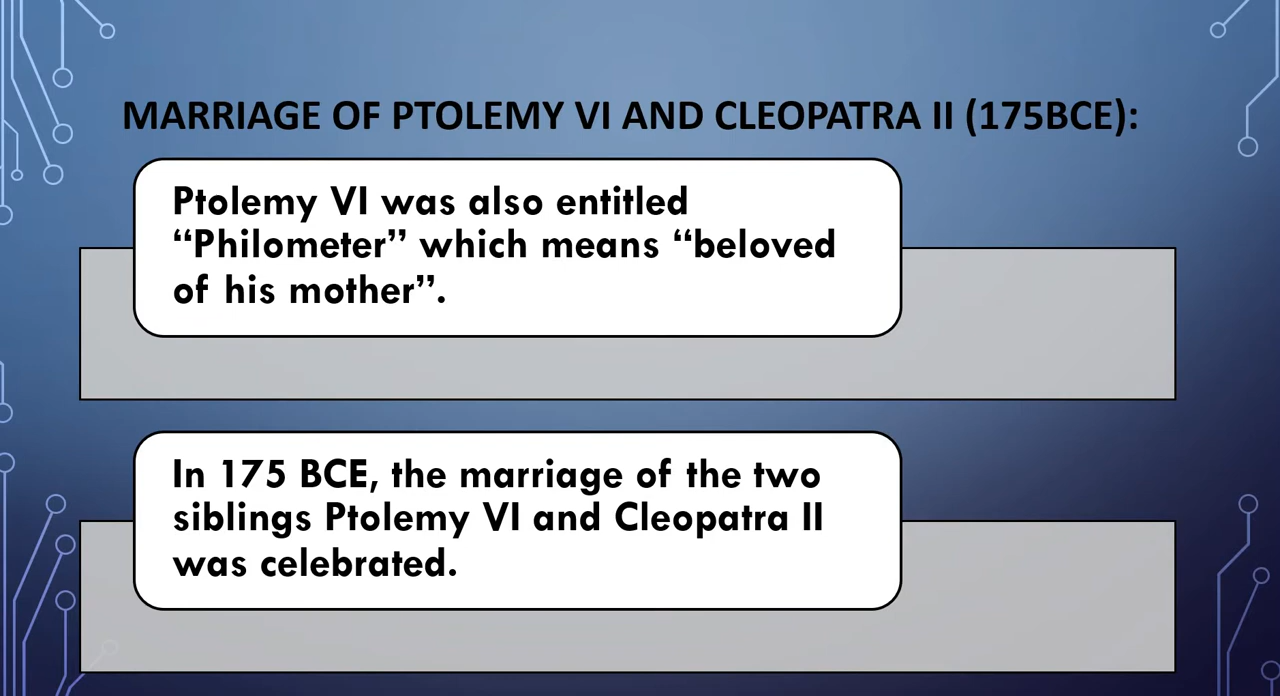 MARRIAGE OF PTOLEMY VI AND CLEOPATRA II (175BCE):
Ptolemy VI was also entitled
“Philometer” which means “beloved
of his mother”.
In 175 BCE, the marriage of the two
siblings Ptolemy VI and Cleopatra II
was celebrated.